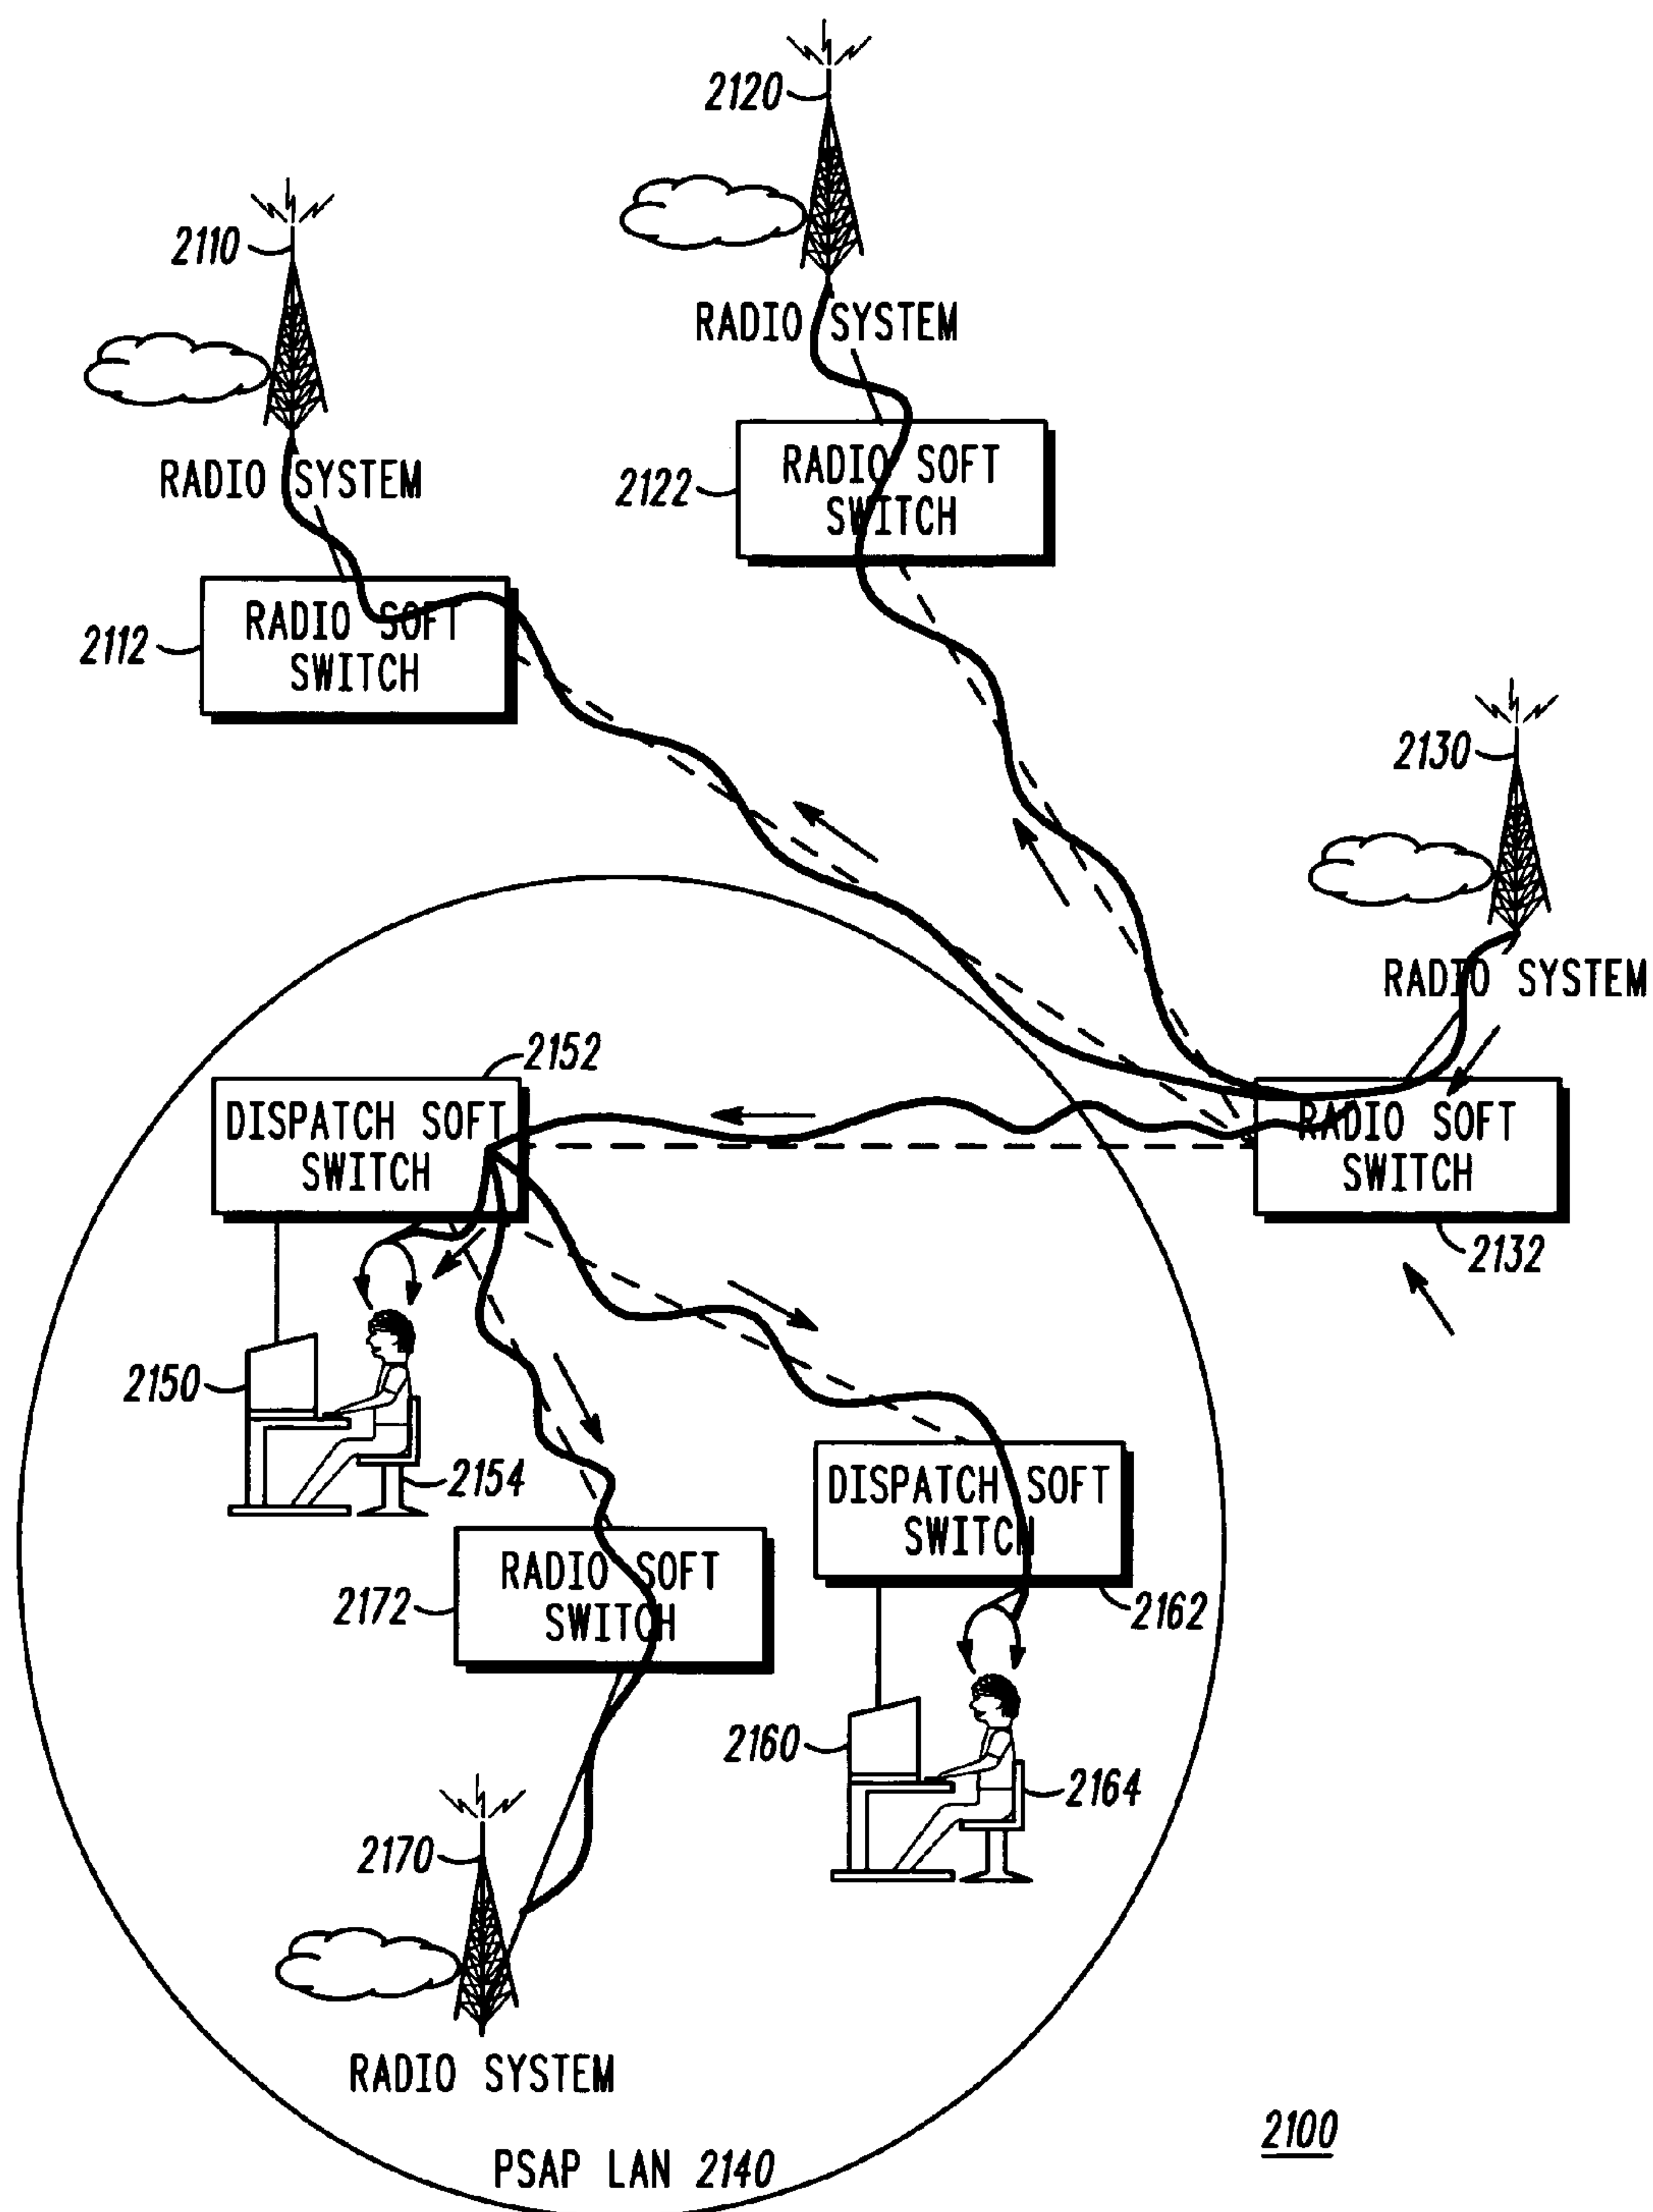 2120
2110
RADIO SYSTEM
RADIO SYSTEM
RADIO SOFT
SWITCH
2122
RADIO SOFT
SWITCH
2112
2130
RADIO SYSTEM
2152
DISPATCH SOFT
SWITCH
RADIO SOFT
SWITCH
2132
2150
2154
DISPATCH SOFT
SWITCH
2162
RADIO SOFT
SWITCH
2172
2160
2164
2170
RADIO SYSTEM
PSAP LAN 2140
2100